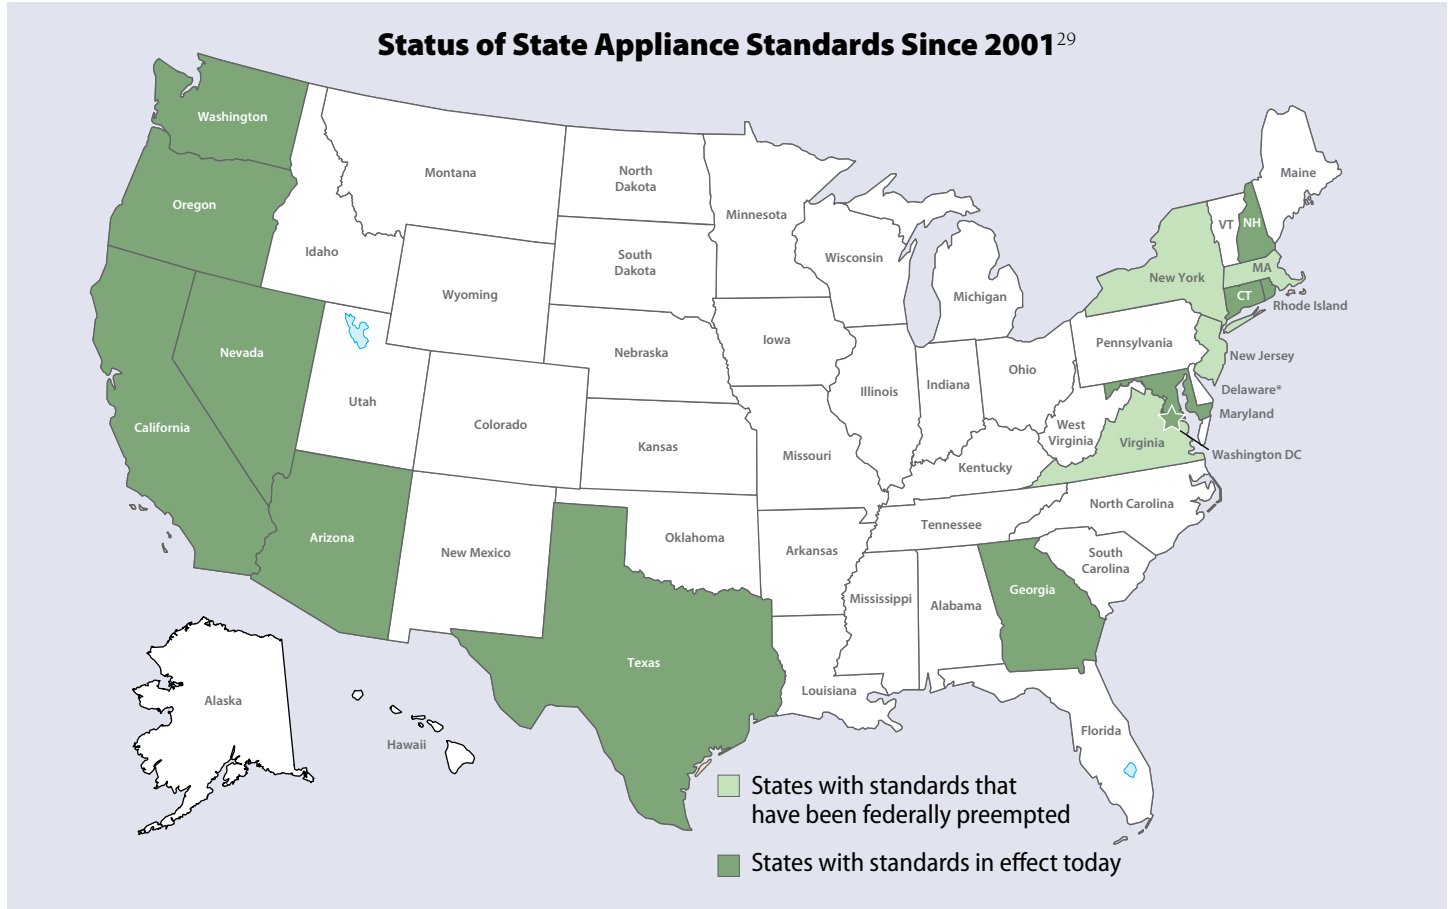 Status of State Appliance Standards Since 2001²⁹
Washington
Oregon
California
Nevada
Idaho
Montana
Wyoming
Utah
Arizona
Colorado
New Mexico
North
Dakota
South
Dakota
Nebraska
Kansas
Oklahoma
Texas
Minnesota
Iowa
Missouri
Arkansas
Louisiana
Wisconsin
Illinois
Michigan
Indiana
Ohio
Kentucky
Tennessee
Mississippi
Alabama
Georgia
Florida
South
Carolina
North Carolina
West
Virginia
Virginia
Pennsylvania
New York
VT
NH
Maine
MA
CT
Rhode Island
New Jersey
Delaware*
Maryland
Washington DC
Alaska
Hawaii
States with standards that
have been federally preempted
States with standards in effect today